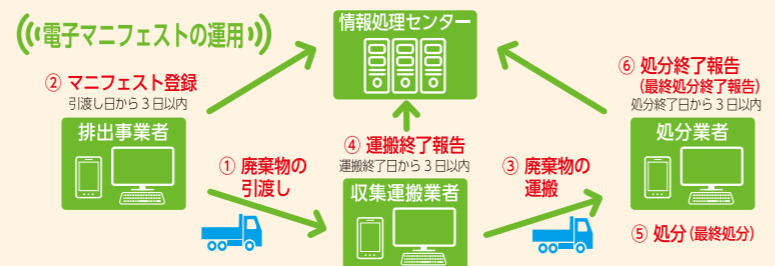 電子マニフェストの運用
情報処理センター
② マニフェスト登録
引渡し日から3日以内
排出事業者
① 廃棄物の
引渡し
④ 運搬終了報告
運搬終了日から3日以内
収集運搬業者
③ 廃棄物の
運搬
⑥ 処分終了報告
(最終処分終了報告)
処分終了日から3日以内
処分業者
⑤ 処分(最終処分)